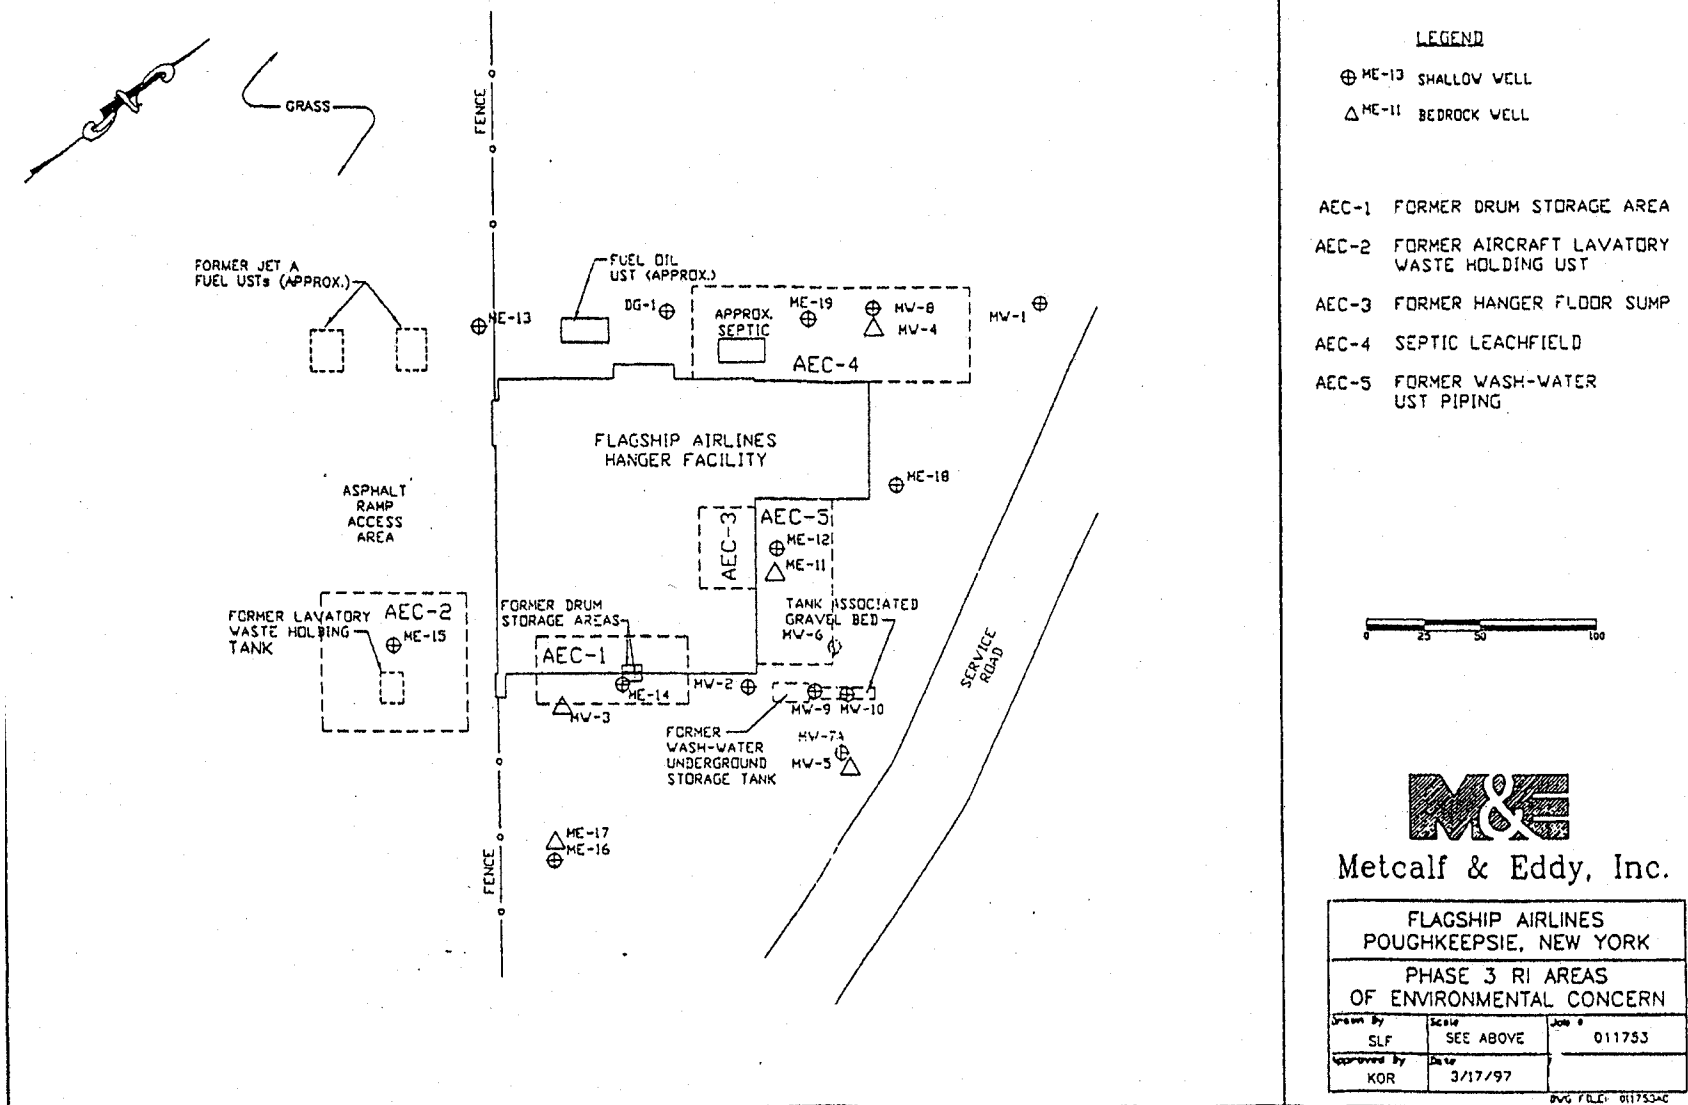 GRASS
FENCE
FORMER JET A
FUEL USTs (APPROX.)
FUEL OIL
UST (APPROX.)
ME-13
DG-1
APPROX.
SEPTIC
ME-19
MW-8
MW-4
MW-1
AEC-4
FLAGSHIP AIRLINES
HANGER FACILITY
ME-18
ASPHALT
RAMP
ACCESS
AREA
AEC-3
AEC-5
ME-12
ME-11
FORMER LAVATORY
WASTE HOLDING
TANK
AEC-2
ME-15
FORMER DRUM
STORAGE AREAS
AEC-1
ME-14
MW-3
MW-2
TANK ASSOCIATED
GRAVEL BED
MW-6
MW-9
MW-10
FORMER
WASH-WATER
UNDERGROUND
STORAGE TANK
MW-7A
MW-5
SERVICE
ROAD
ME-17
ME-16
FENCE
LEGEND
ME-13 SHALLOW WELL
ME-11 BEDROCK WELL
AEC-1 FORMER DRUM STORAGE AREA
AEC-2 FORMER AIRCRAFT LAVATORY
WASTE HOLDING UST
AEC-3 FORMER HANGER FLOOR SUMP
AEC-4 SEPTIC LEACHFIELD
AEC-5 FORMER WASH-WATER
UST PIPING
0 25 50 100
M&E
Metcalf & Eddy, Inc.
FLAGSHIP AIRLINES
POUGHKEEPSIE, NEW YORK
PHASE 3 RI AREAS
OF ENVIRONMENTAL CONCERN
Drawn By
SLF
Scale
SEE ABOVE
Job #
011753
Approved By
KOR
Date
3/17/97
DWG FILE: 011753AC